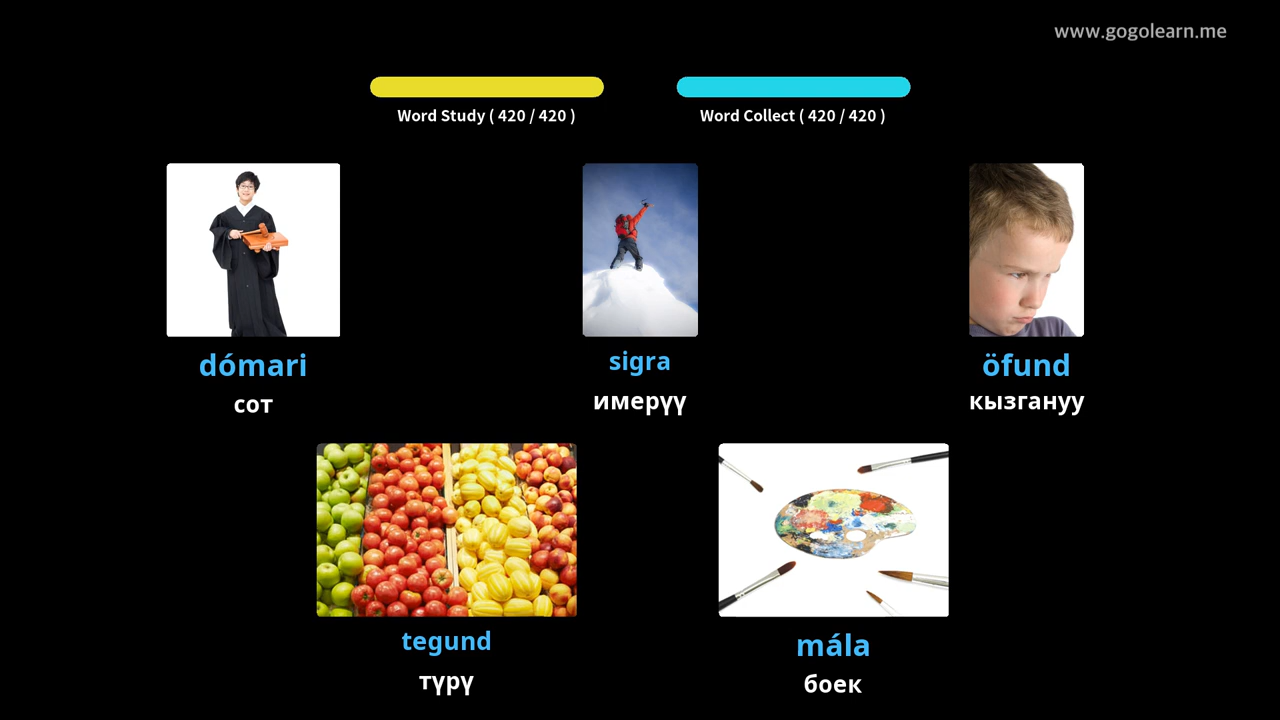 www.gogolearn.me
Word Study ( 420 / 420 )
Word Collect ( 420 / 420 )
dómari
сот
sigra
имерүү
öfund
кызгануу
tegund
түрү
mála
боек